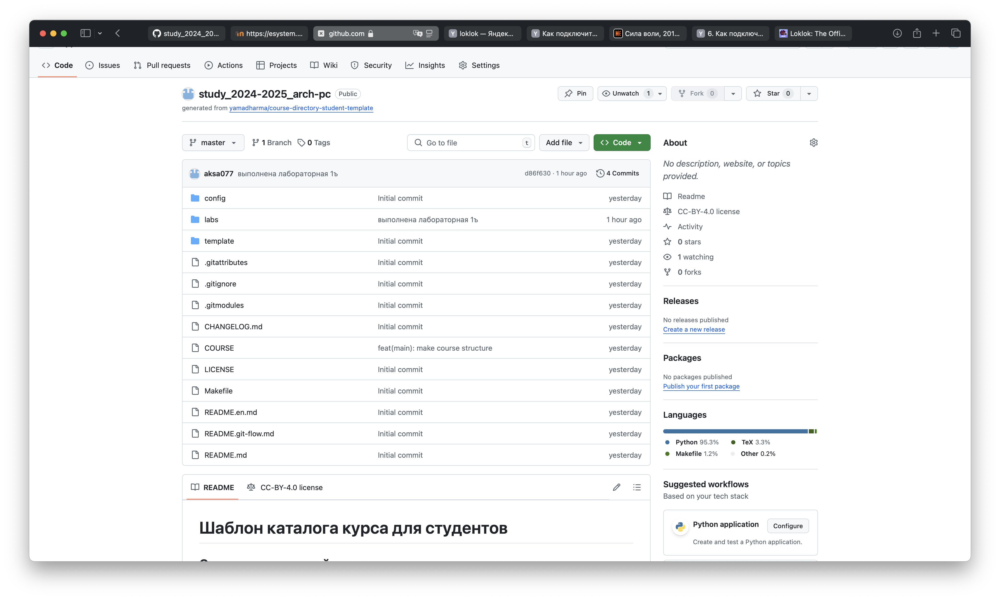 study_2024_20...
https://esystem....
github.com
loklok — Яндек...
Как подключит...
Сила воли, 201...
6. Как подключ...
Loklok: The Offi...
Code
Issues
Pull requests
Actions
Projects
Wiki
Security
Insights
Settings
study_2024-2025_arch-pc Public
Pin
Unwatch 1
Fork 0
Star 0
generated from yamadharma/course-directory-student-template
master
1 Branch
0 Tags
Go to file t
Add file
Code
aksa077 выполнена лабораторная 1ъ d86f630 · 1 hour ago 4 Commits
config Initial commit yesterday
labs выполнена лабораторная 1ъ 1 hour ago
template Initial commit yesterday
.gitattributes Initial commit yesterday
.gitignore Initial commit yesterday
.gitmodules Initial commit yesterday
CHANGELOG.md Initial commit yesterday
COURSE feat(main): make course structure yesterday
LICENSE Initial commit yesterday
Makefile Initial commit yesterday
README.en.md Initial commit yesterday
README.git-flow.md Initial commit yesterday
README.md Initial commit yesterday
README
CC-BY-4.0 license
Шаблон каталога курса для студентов
About
No description, website, or topics
provided.
Readme
CC-BY-4.0 license
Activity
0 stars
1 watching
0 forks
Releases
No releases published
Create a new release
Packages
No packages published
Publish your first package
Languages
Python 95.3% TeX 3.3%
Makefile 1.2% Other 0.2%
Suggested workflows
Based on your tech stack
Python application Configure
Create and test a Python application.